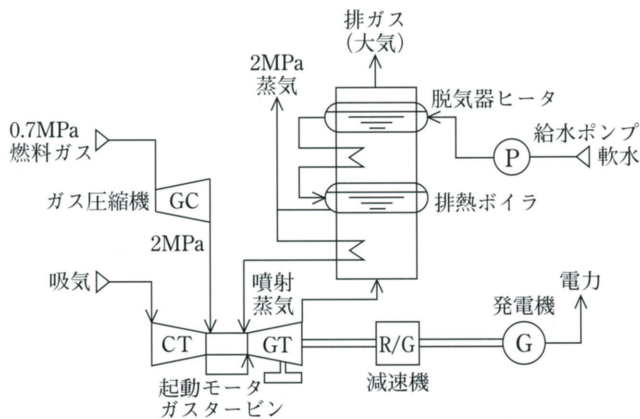 排ガス
(大気)
2MPa
蒸気
脱気器ヒータ
0.7MPa
燃料ガス
給水ポンプ
P
軟水
ガス圧縮機
GC
排熱ボイラ
2MPa
吸気
噴射
蒸気
電力
発電機
CT
GT
R/G
G
減速機
起動モータ
ガスタービン